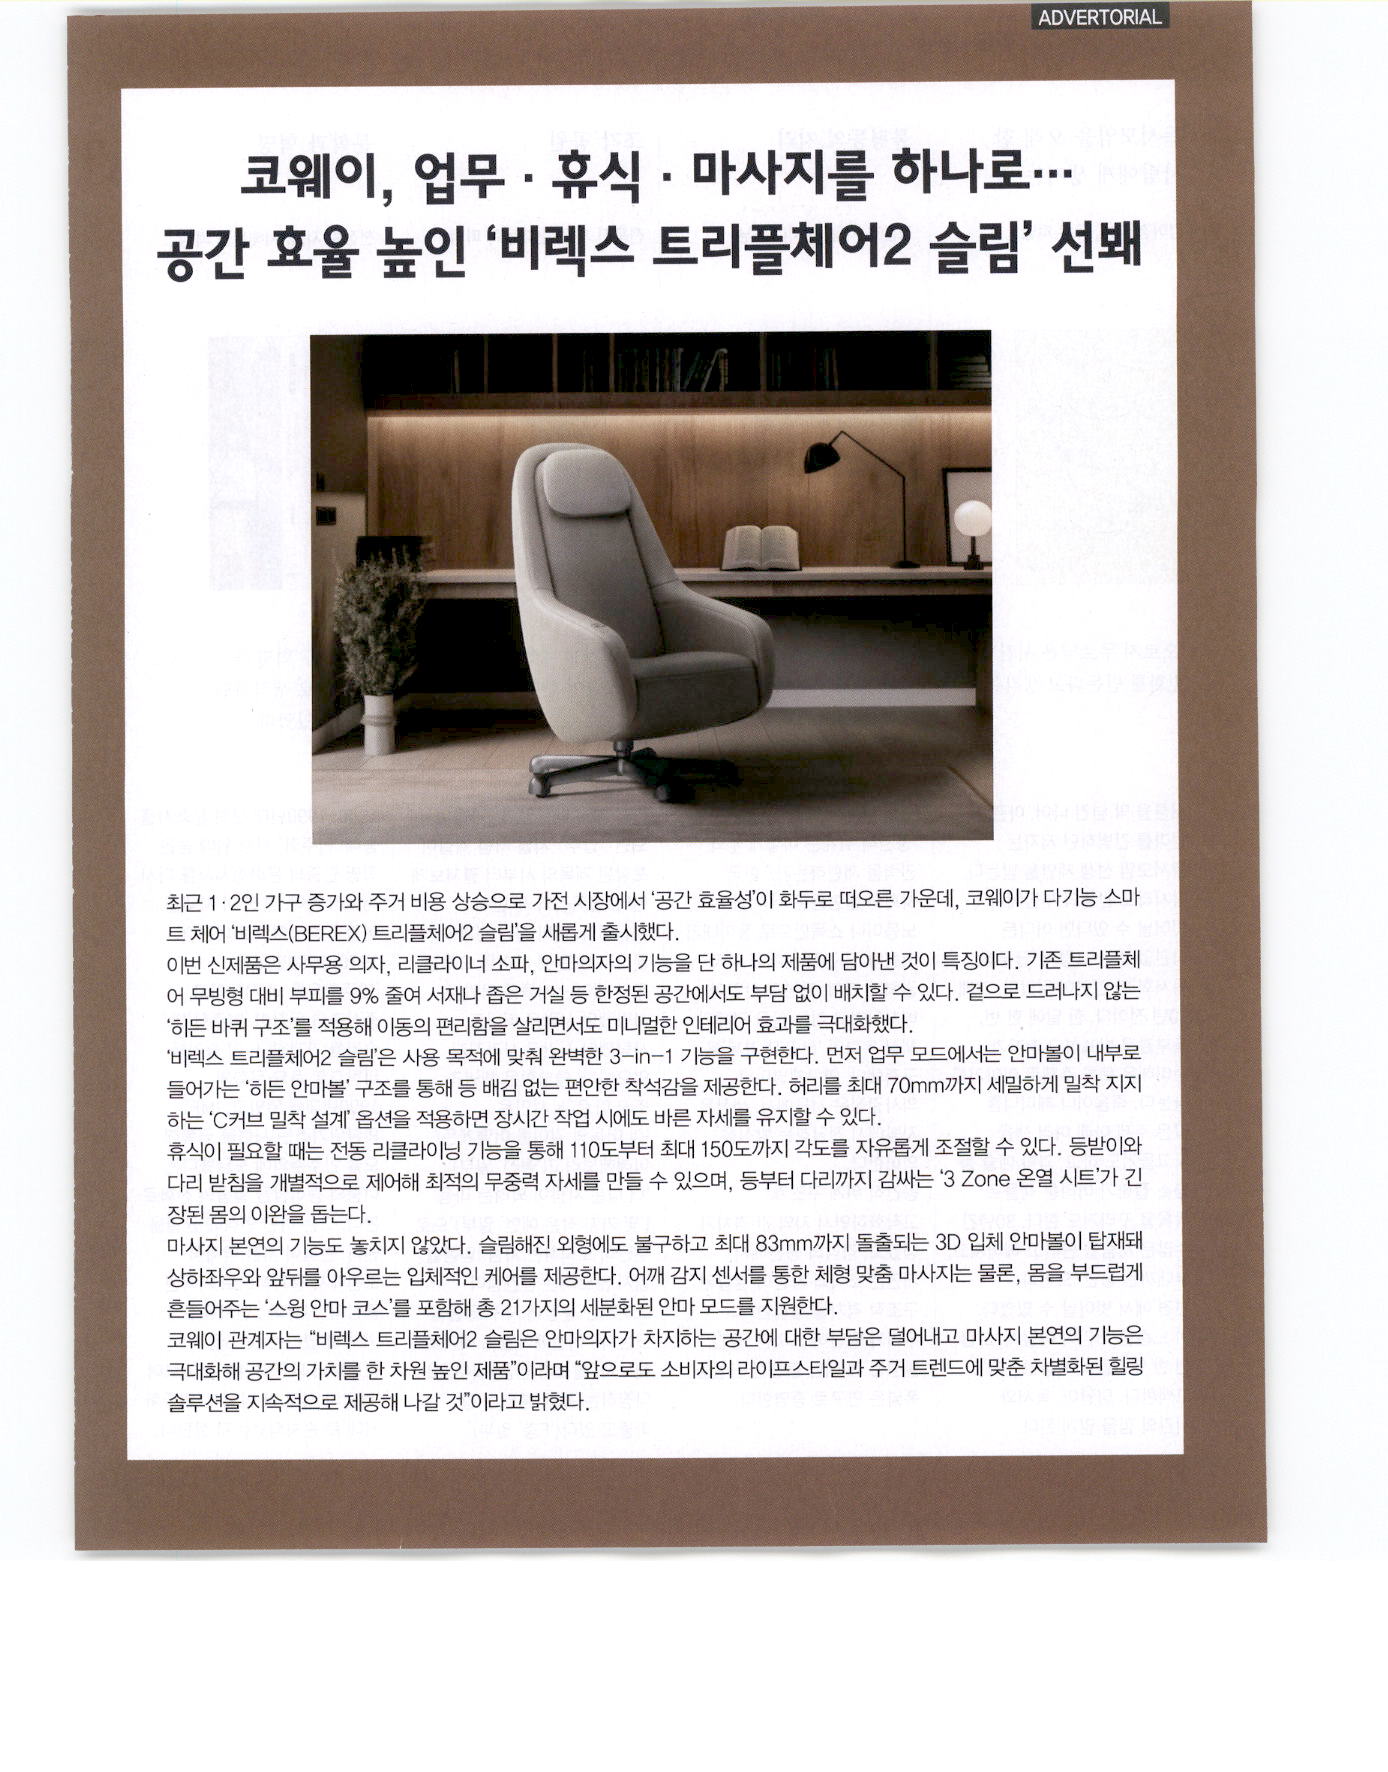 ADVERTORIAL
코웨이, 업무 · 휴식 · 마사지를 하나로…
공간 효율 높인 ‘비렉스 트리플체어2 슬림’ 선봬
최근 1·2인 가구 증가와 주거 비용 상승으로 가전 시장에서 ‘공간 효율성’이 화두로 떠오른 가운데, 코웨이가 다기능 스마
트 체어 ‘비렉스(BEREX) 트리플체어2 슬림’을 새롭게 출시했다.
이번 신제품은 사무용 의자, 리클라이너 소파, 안마의자의 기능을 단 하나의 제품에 담아낸 것이 특징이다. 기존 트리플체
어 무빙형 대비 부피를 9% 줄여 서재나 좁은 거실 등 한정된 공간에서도 부담 없이 배치할 수 있다. 겉으로 드러나지 않는
‘히든 바퀴 구조’를 적용해 이동의 편리함을 살리면서도 미니멀한 인테리어 효과를 극대화했다.
‘비렉스 트리플체어2 슬림’은 사용 목적에 맞춰 완벽한 3-in-1 기능을 구현한다. 먼저 업무 모드에서는 안마볼이 내부로
들어가는 ‘히든 안마볼’ 구조를 통해 등 배김 없는 편안한 착석감을 제공한다. 허리를 최대 70mm까지 세밀하게 밀착 지지
하는 ‘C커브 밀착 설계’ 옵션을 적용하면 장시간 작업 시에도 바른 자세를 유지할 수 있다.
휴식이 필요할 때는 전동 리클라이닝 기능을 통해 110도부터 최대 150도까지 각도를 자유롭게 조절할 수 있다. 등받이와
다리 받침을 개별적으로 제어해 최적의 무중력 자세를 만들 수 있으며, 등부터 다리까지 감싸는 ‘3 Zone 온열 시트’가 긴
장된 몸의 이완을 돕는다.
마사지 본연의 기능도 놓치지 않았다. 슬림해진 외형에도 불구하고 최대 83mm까지 돌출되는 3D 입체 안마볼이 탑재돼
상하좌우와 앞뒤를 아우르는 입체적인 케어를 제공한다. 어깨 감지 센서를 통한 체형 맞춤 마사지는 물론, 몸을 부드럽게
흔들어주는 ‘스윙 안마 코스’를 포함해 총 21가지의 세분화된 안마 모드를 지원한다.
코웨이 관계자는 “비렉스 트리플체어2 슬림은 안마의자가 차지하는 공간에 대한 부담은 덜어내고 마사지 본연의 기능은
극대화해 공간의 가치를 한 차원 높인 제품”이라며 “앞으로도 소비자의 라이프스타일과 주거 트렌드에 맞춘 차별화된 힐링
솔루션을 지속적으로 제공해 나갈 것”이라고 밝혔다.